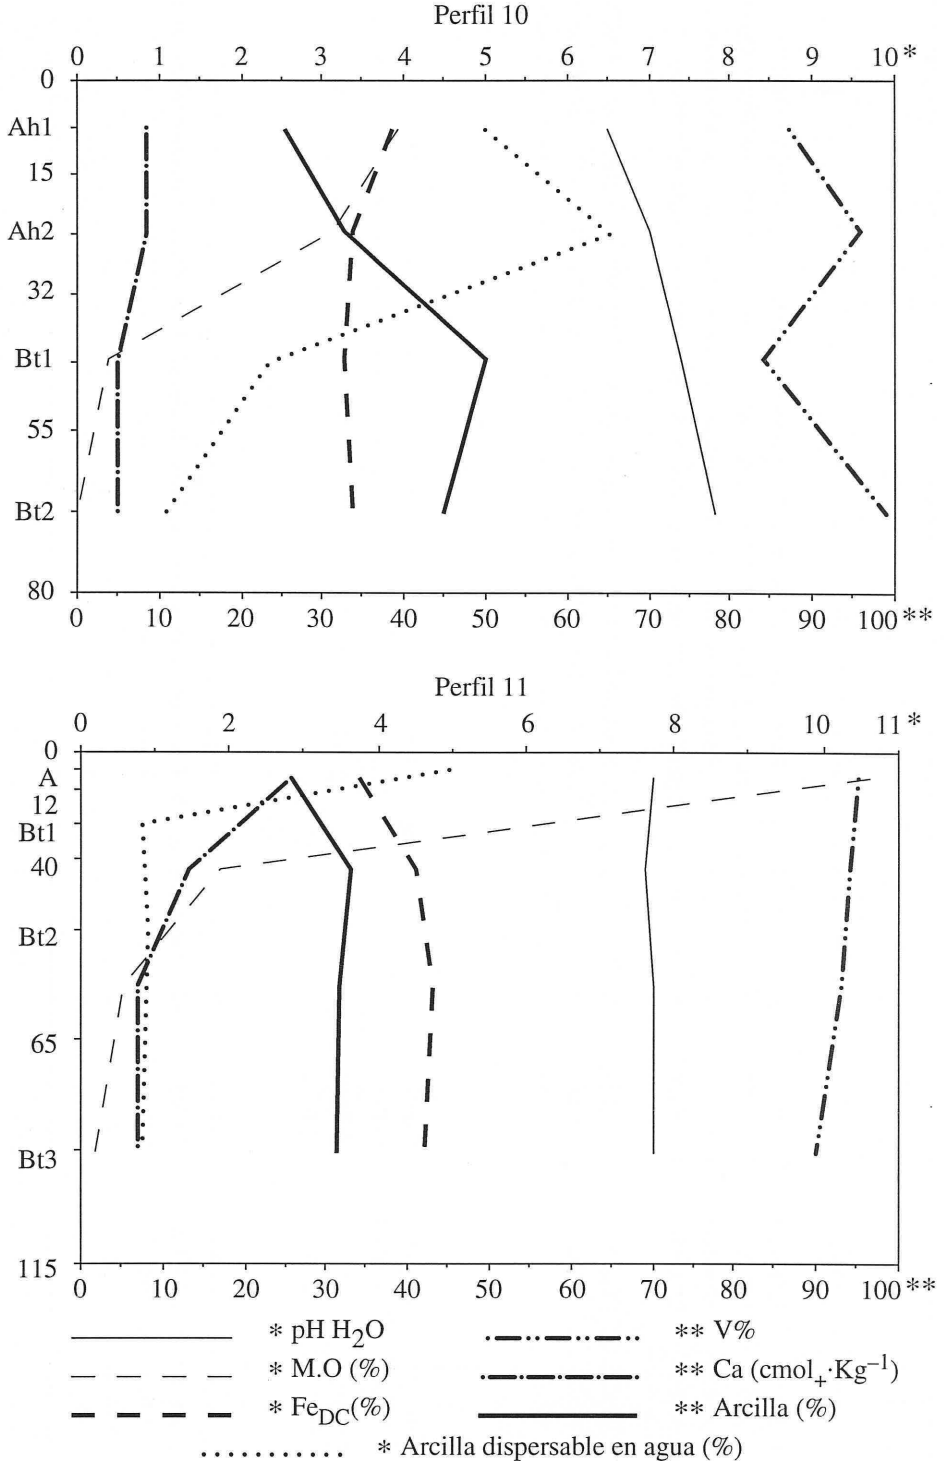 Perfil 10
0 1 2 3 4 5 6 7 8 9 10 *
0
Ah1
15
Ah2
32
Bt1
55
Bt2
80
0 10 20 30 40 50 60 70 80 90 100 **
Perfil 11
0 2 4 6 8 10 11 *
0
A
12
Bt1
40
Bt2
65
Bt3
115
0 10 20 30 40 50 60 70 80 90 100 **
* pH H2O
** V%
* M.O (%)
** Ca (cmol+·Kg–1)
* FeDC(%)
** Arcilla (%)
* Arcilla dispersable en agua (%)